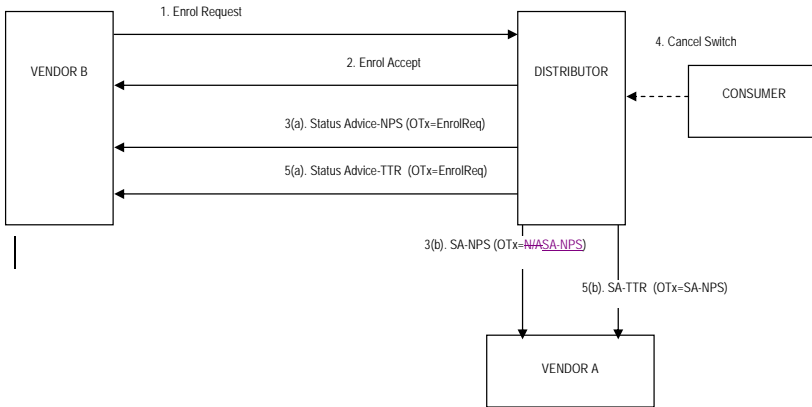 1. Enrol Request
4. Cancel Switch
VENDOR B
2. Enrol Accept
DISTRIBUTOR
CONSUMER
3(a). Status Advice-NPS (OTx=EnrolReq)
5(a). Status Advice-TTR (OTx=EnrolReq)
3(b). SA-NPS (OTx=N/ASA-NPS)
5(b). SA-TTR (OTx=SA-NPS)
VENDOR A